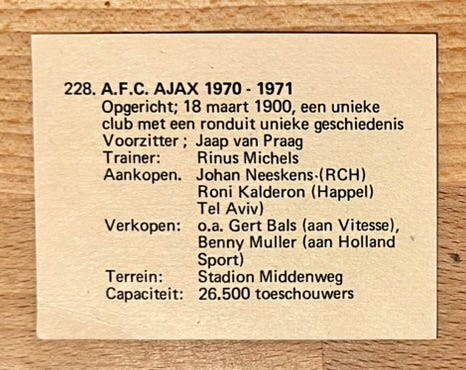 228. A.F.C. AJAX 1970 - 1971
Opgericht; 18 maart 1900, een unieke
club met een ronduit unieke geschiedenis
Voorzitter ; Jaap van Praag
Trainer: Rinus Michels
Aankopen. Johan Neeskens·(RCH)
Roni Kalderon (Happel)
Tel Aviv)
Verkopen: o.a. Gert Bals (aan Vitesse),
Benny Muller (aan Holland
Sport)
Terrein: Stadion Middenweg
Capaciteit: 26.500 toeschouwers